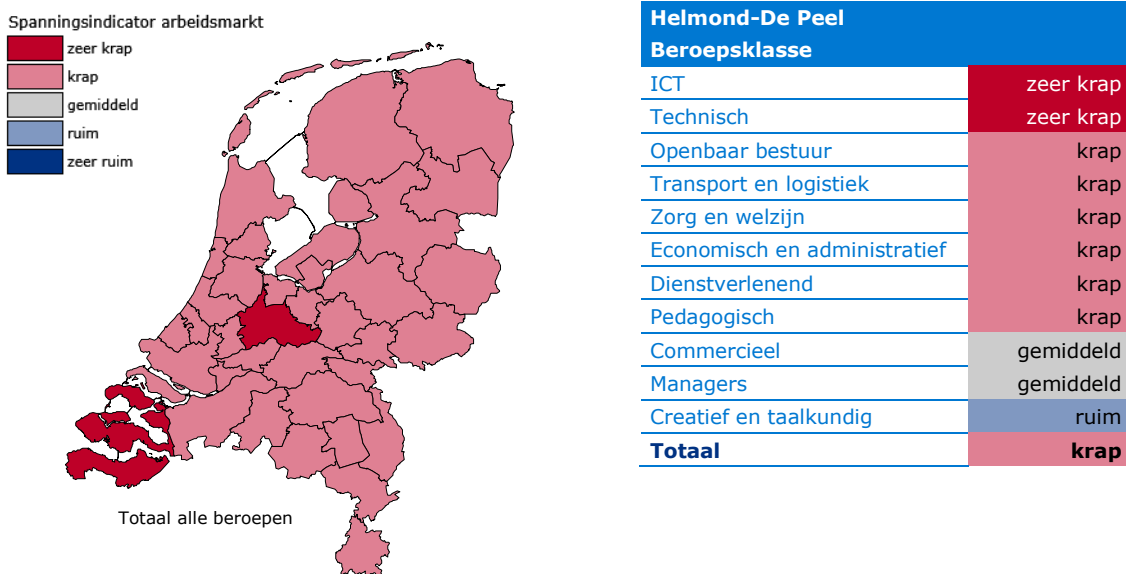 Spanningsindicator arbeidsmarkt
zeer krap
krap
gemiddeld
ruim
zeer ruim
Totaal alle beroepen
Helmond-De Peel
Beroepsklasse
ICT zeer krap
Technisch zeer krap
Openbaar bestuur krap
Transport en logistiek krap
Zorg en welzijn krap
Economisch en administratief krap
Dienstverlenend krap
Pedagogisch krap
Commercieel gemiddeld
Managers gemiddeld
Creatief en taalkundig ruim
Totaal krap